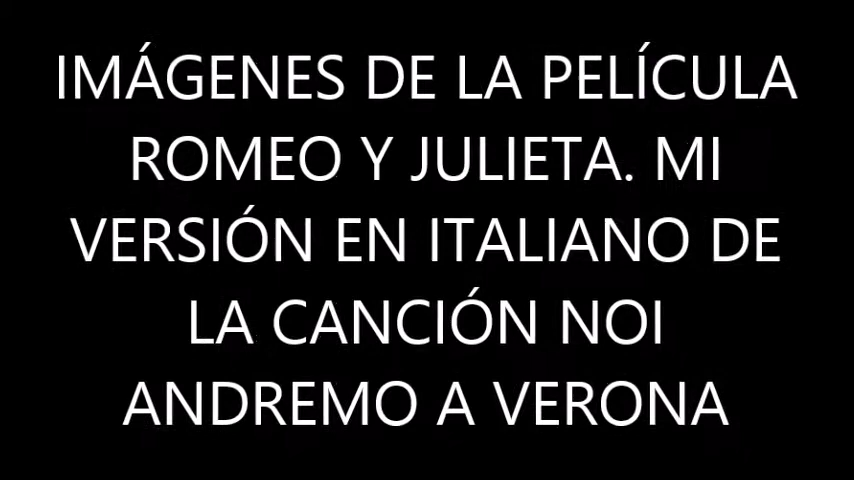 IMÁGENES DE LA PELÍCULA
ROMEO Y JULIETA. MI
VERSIÓN EN ITALIANO DE
LA CANCIÓN NOI
ANDREMO A VERONA